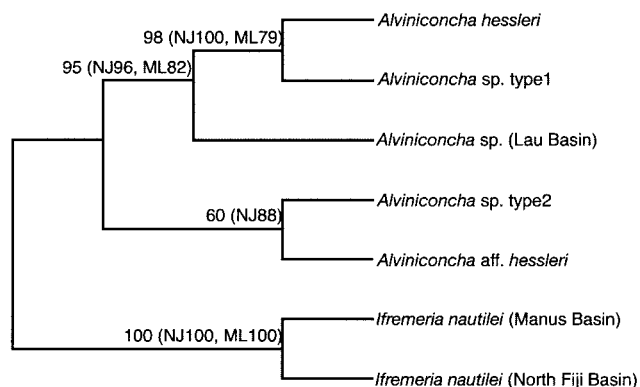 Alviniconcha hessleri
98 (NJ100, ML79)
95 (NJ96, ML82)
Alviniconcha sp. type1
Alviniconcha sp. (Lau Basin)
Alviniconcha sp. type2
60 (NJ88)
Alviniconcha aff. hessleri
Ifremeria nautilei (Manus Basin)
100 (NJ100, ML100)
Ifremeria nautilei (North Fiji Basin)